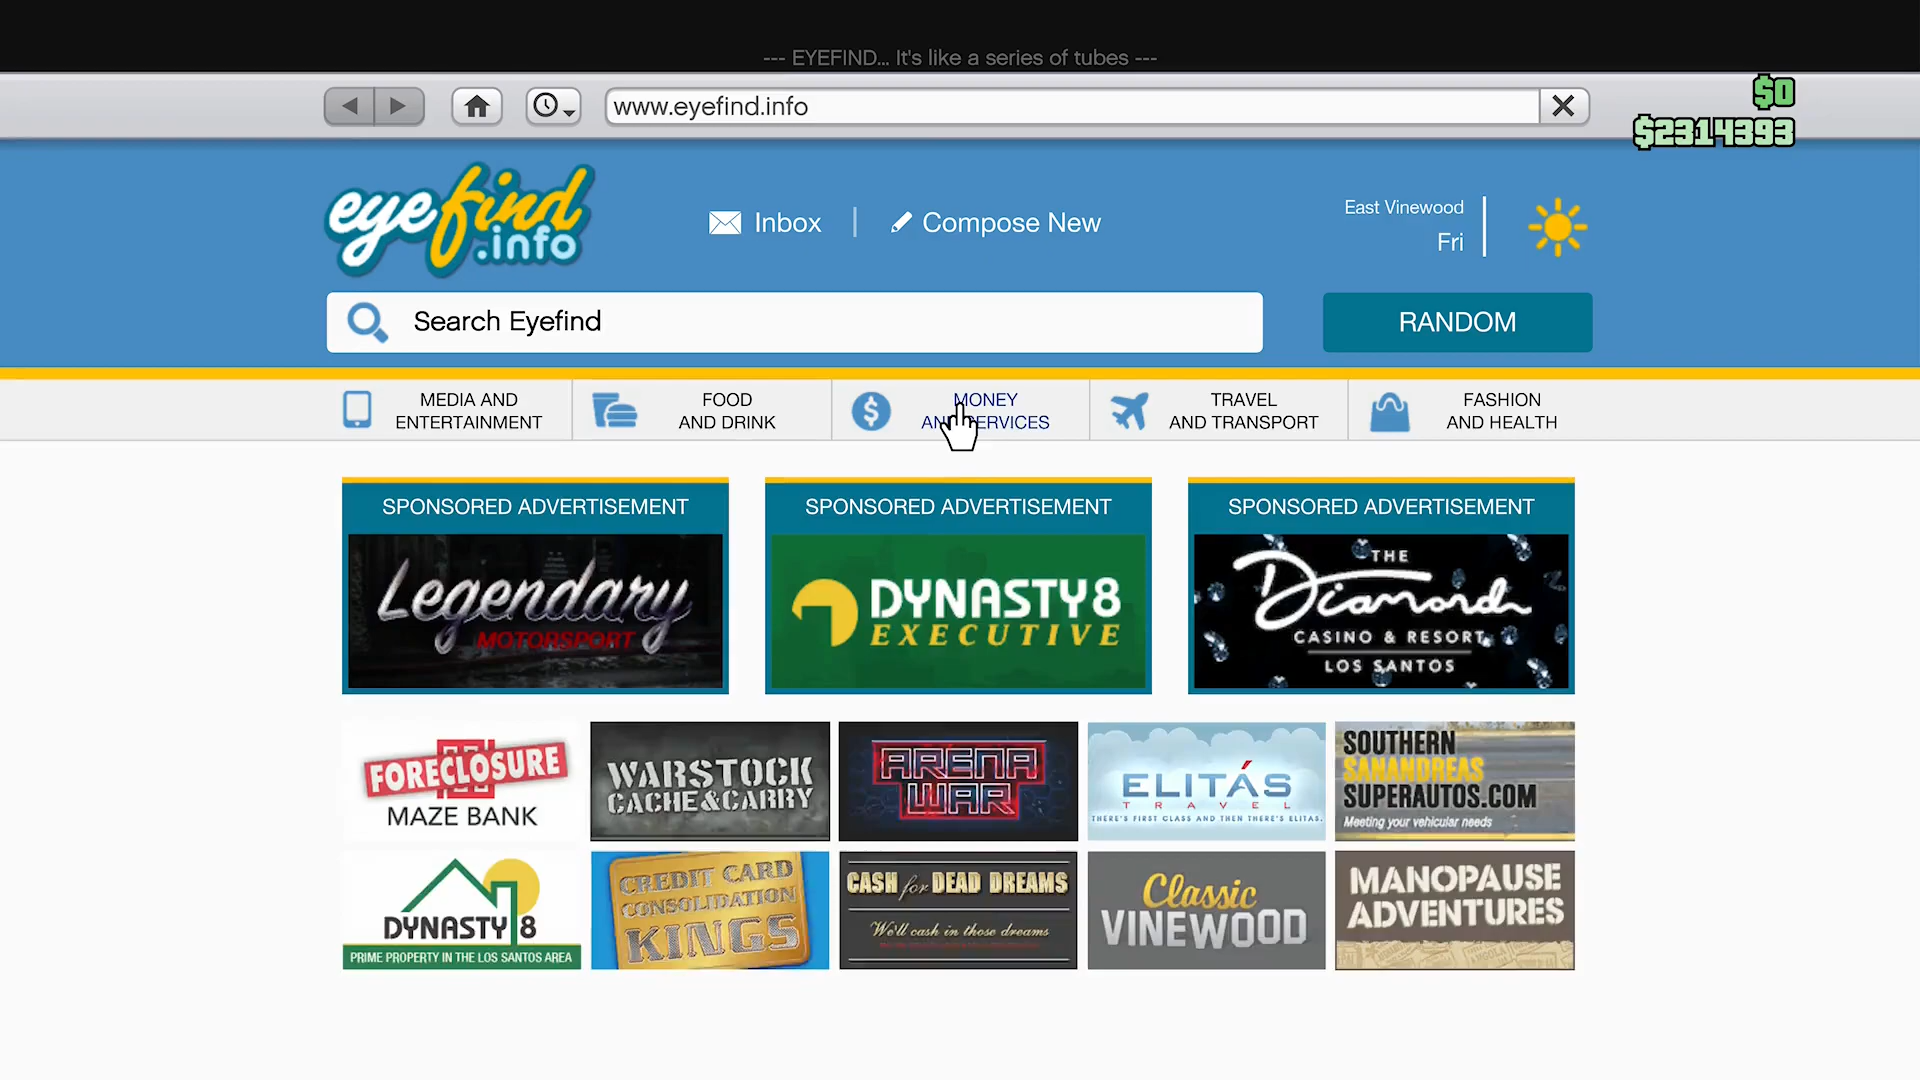 --- EYEFIND... It's like a series of tubes ---
www.eyefind.info
$0
$2314393
eyefind
.info
Inbox
Compose New
East Vinewood
Fri
Search Eyefind
RANDOM
MEDIA AND
ENTERTAINMENT
FOOD
AND DRINK
MONEY
AND SERVICES
TRAVEL
AND TRANSPORT
FASHION
AND HEALTH
SPONSORED ADVERTISEMENT
Legendary
MOTORSPORT
SPONSORED ADVERTISEMENT
DYNASTY8
EXECUTIVE
SPONSORED ADVERTISEMENT
THE
Diamond
CASINO & RESORT
LOS SANTOS
FORECLOSURE
MAZE BANK
WARSTOCK
CACHE&CARRY
ARENA
WAR
ELITÁS
TRAVEL
THERE'S FIRST CLASS AND THEN THERE'S ELITAS.
SOUTHERN
SANANDREAS
SUPERAUTOS.COM
Meeting your vehicular needs
DYNASTY 8
PRIME PROPERTY IN THE LOS SANTOS AREA
CREDIT CARD
CONSOLIDATION
KINGS
CASH for DEAD DREAMS
We'll cash in those dreams
Classic
VINEWOOD
MANOPAUSE
ADVENTURES